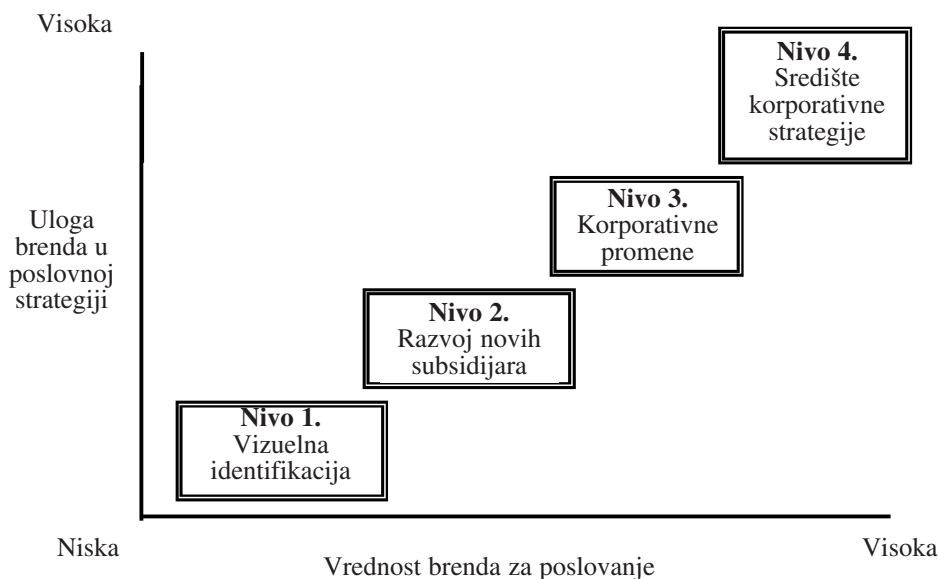 Visoka
Nivo 4.
Središte
korporativne
strategije
Nivo 3.
Korporativne
promene
Uloga
brenda u
poslovnoj
strategiji
Nivo 2.
Razvoj novih
subsidijara
Nivo 1.
Vizuelna
identifikacija
Niska
Visoka
Vrednost brenda za poslovanje